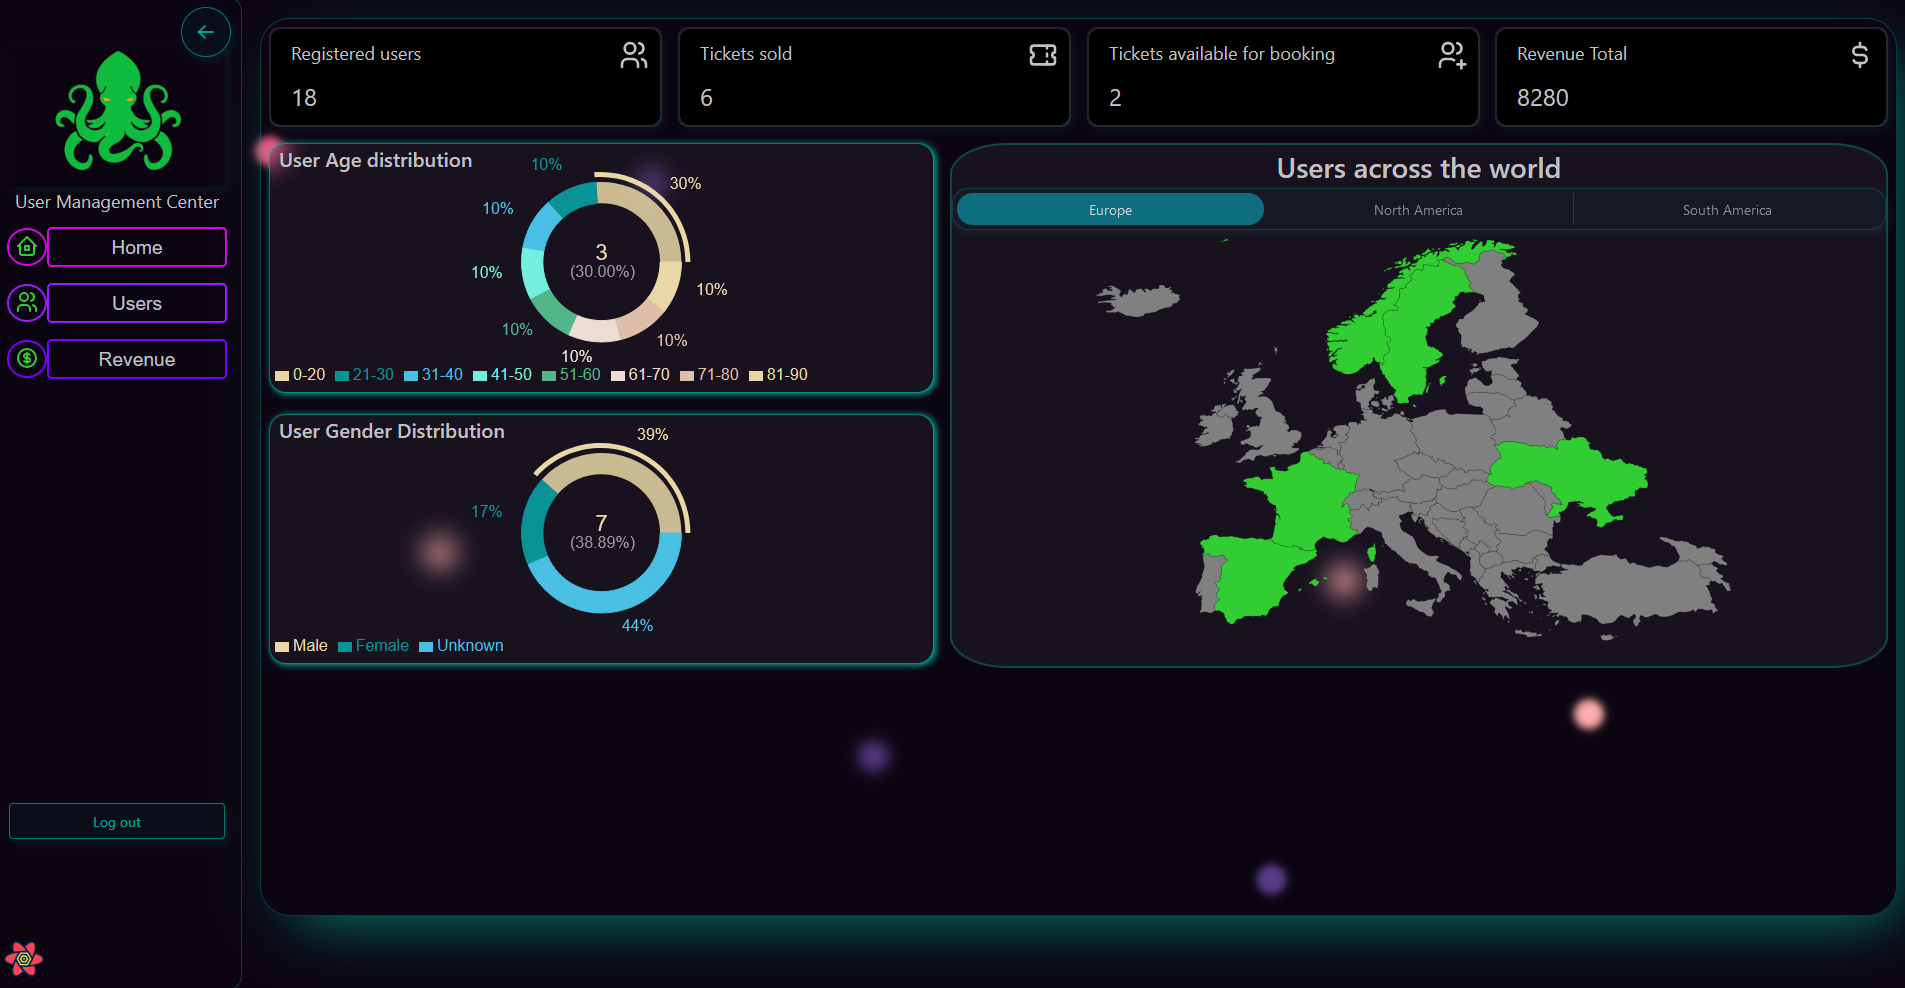 User Management Center
Home
Users
Revenue
Log out
Registered users
18
Tickets sold
6
Tickets available for booking
2
Revenue Total
8280
User Age distribution
10%
30%
10%
3
(30.00%)
10%
10%
10%
10%
10%
0-20 21-30 31-40 41-50 51-60 61-70 71-80 81-90
User Gender Distribution
39%
17%
7
(38.89%)
44%
Male Female Unknown
Users across the world
Europe North America South America